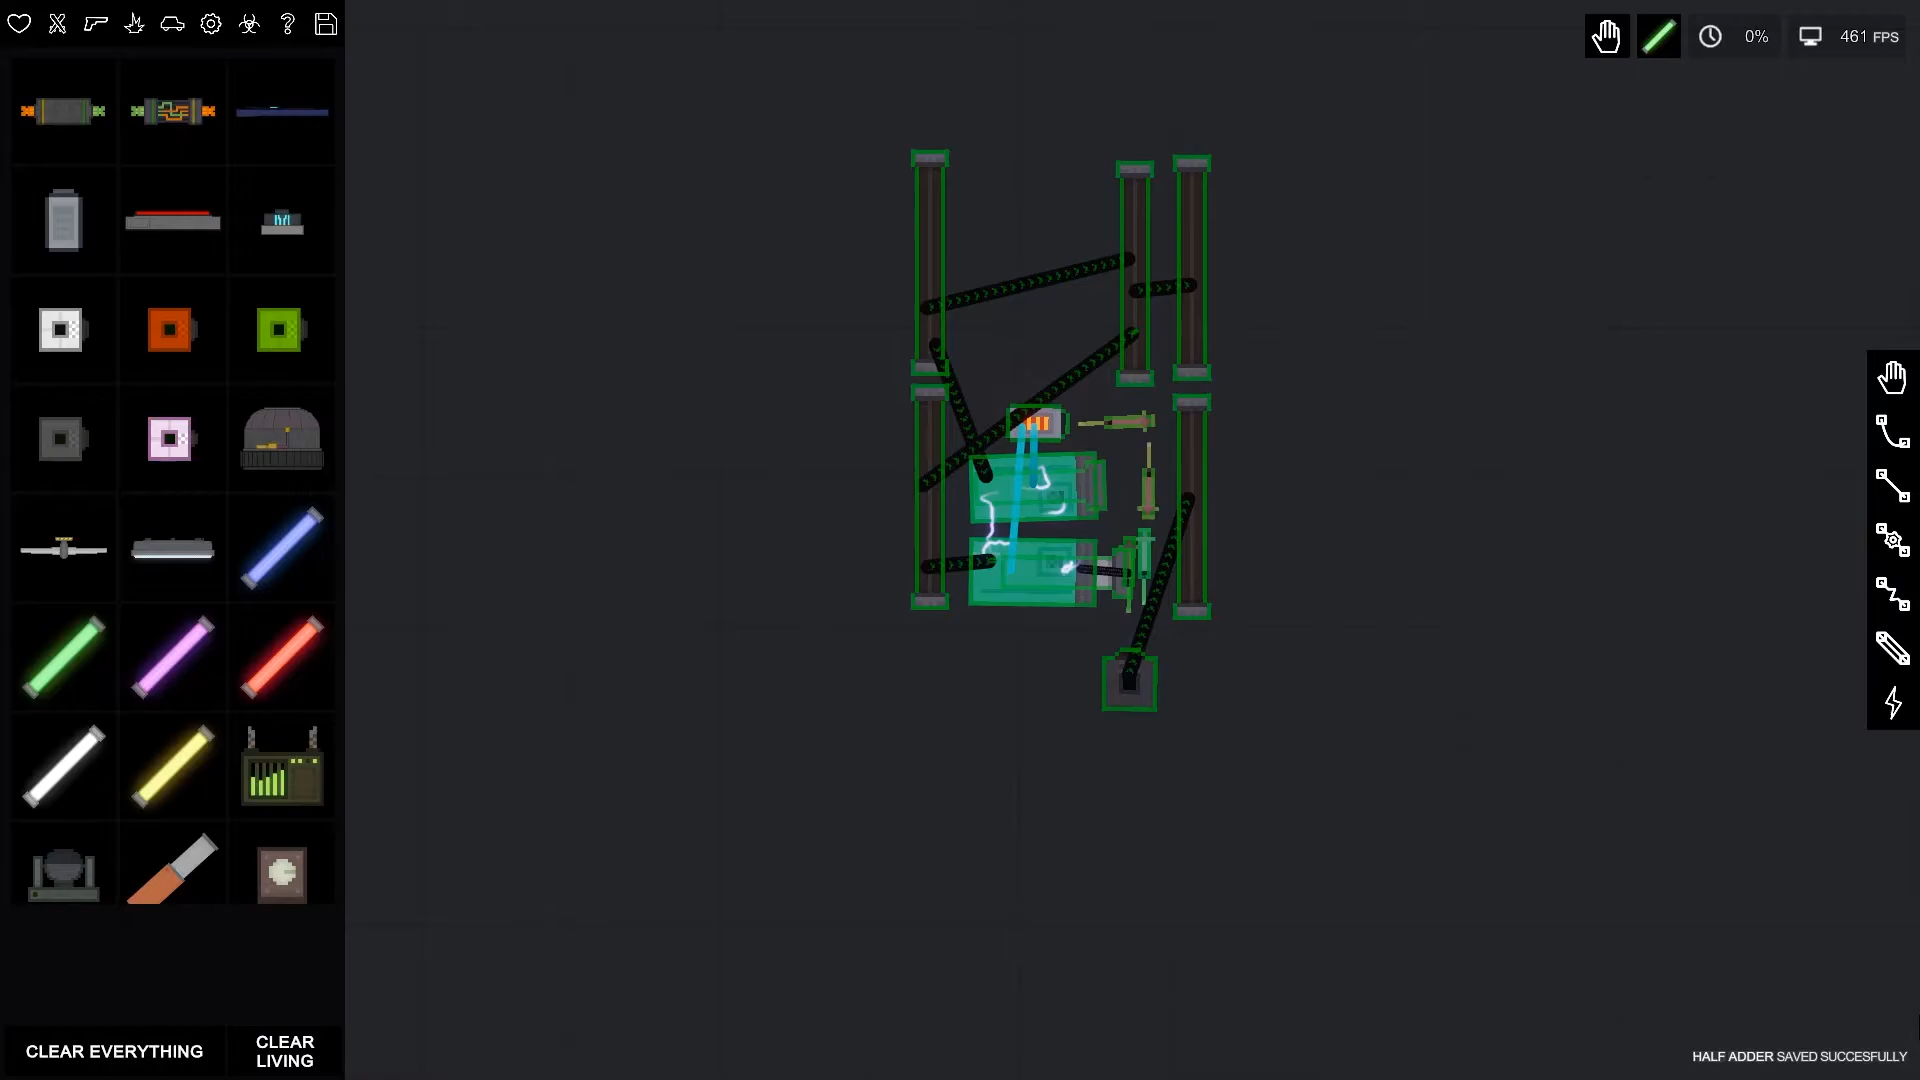 0%
461 FPS
CLEAR EVERYTHING
CLEAR
LIVING
HALF ADDER SAVED SUCCESFULLY